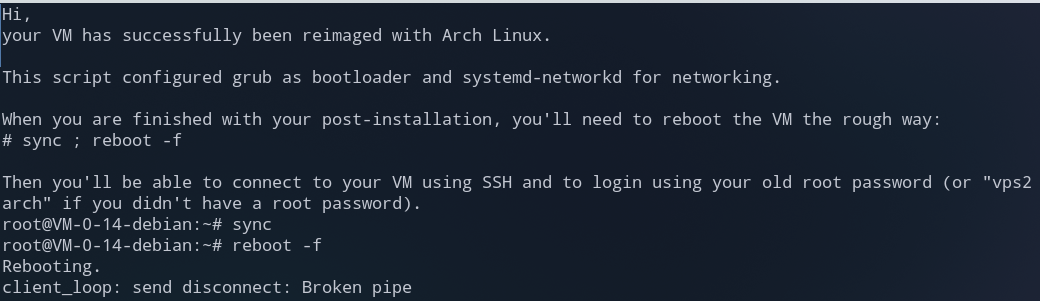 Hi,
your VM has successfully been reimaged with Arch Linux.
This script configured grub as bootloader and systemd-networkd for networking.
When you are finished with your post-installation, you'll need to reboot the VM the rough way:
# sync ; reboot -f
Then you'll be able to connect to your VM using SSH and to login using your old root password (or "vps2
arch" if you didn't have a root password).
root@VM-0-14-debian:~# sync
root@VM-0-14-debian:~# reboot -f
Rebooting.
client_loop: send disconnect: Broken pipe